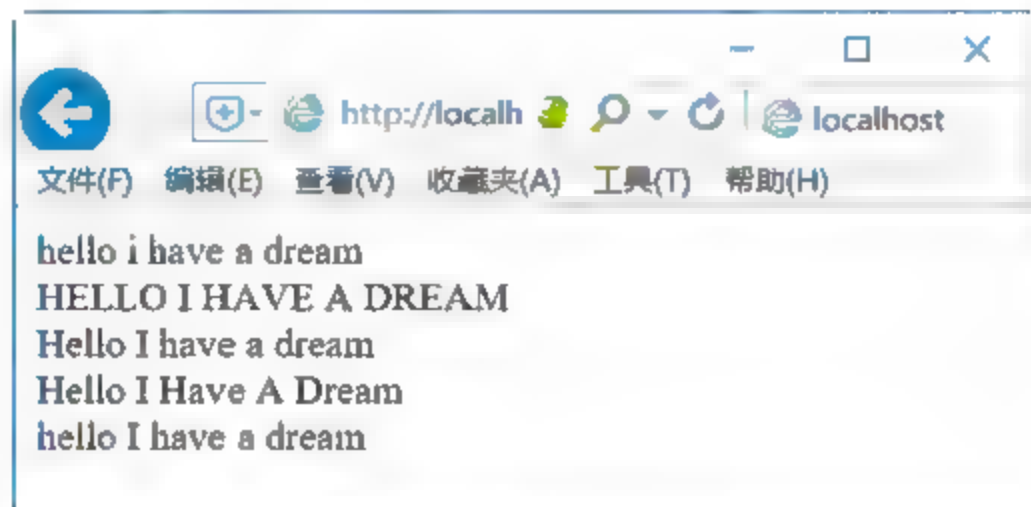 http://localh localhost
文件(F) 编辑(E) 查看(V) 收藏夹(A) 工具(T) 帮助(H)
hello i have a dream
HELLO I HAVE A DREAM
Hello I have a dream
Hello I Have A Dream
hello I have a dream